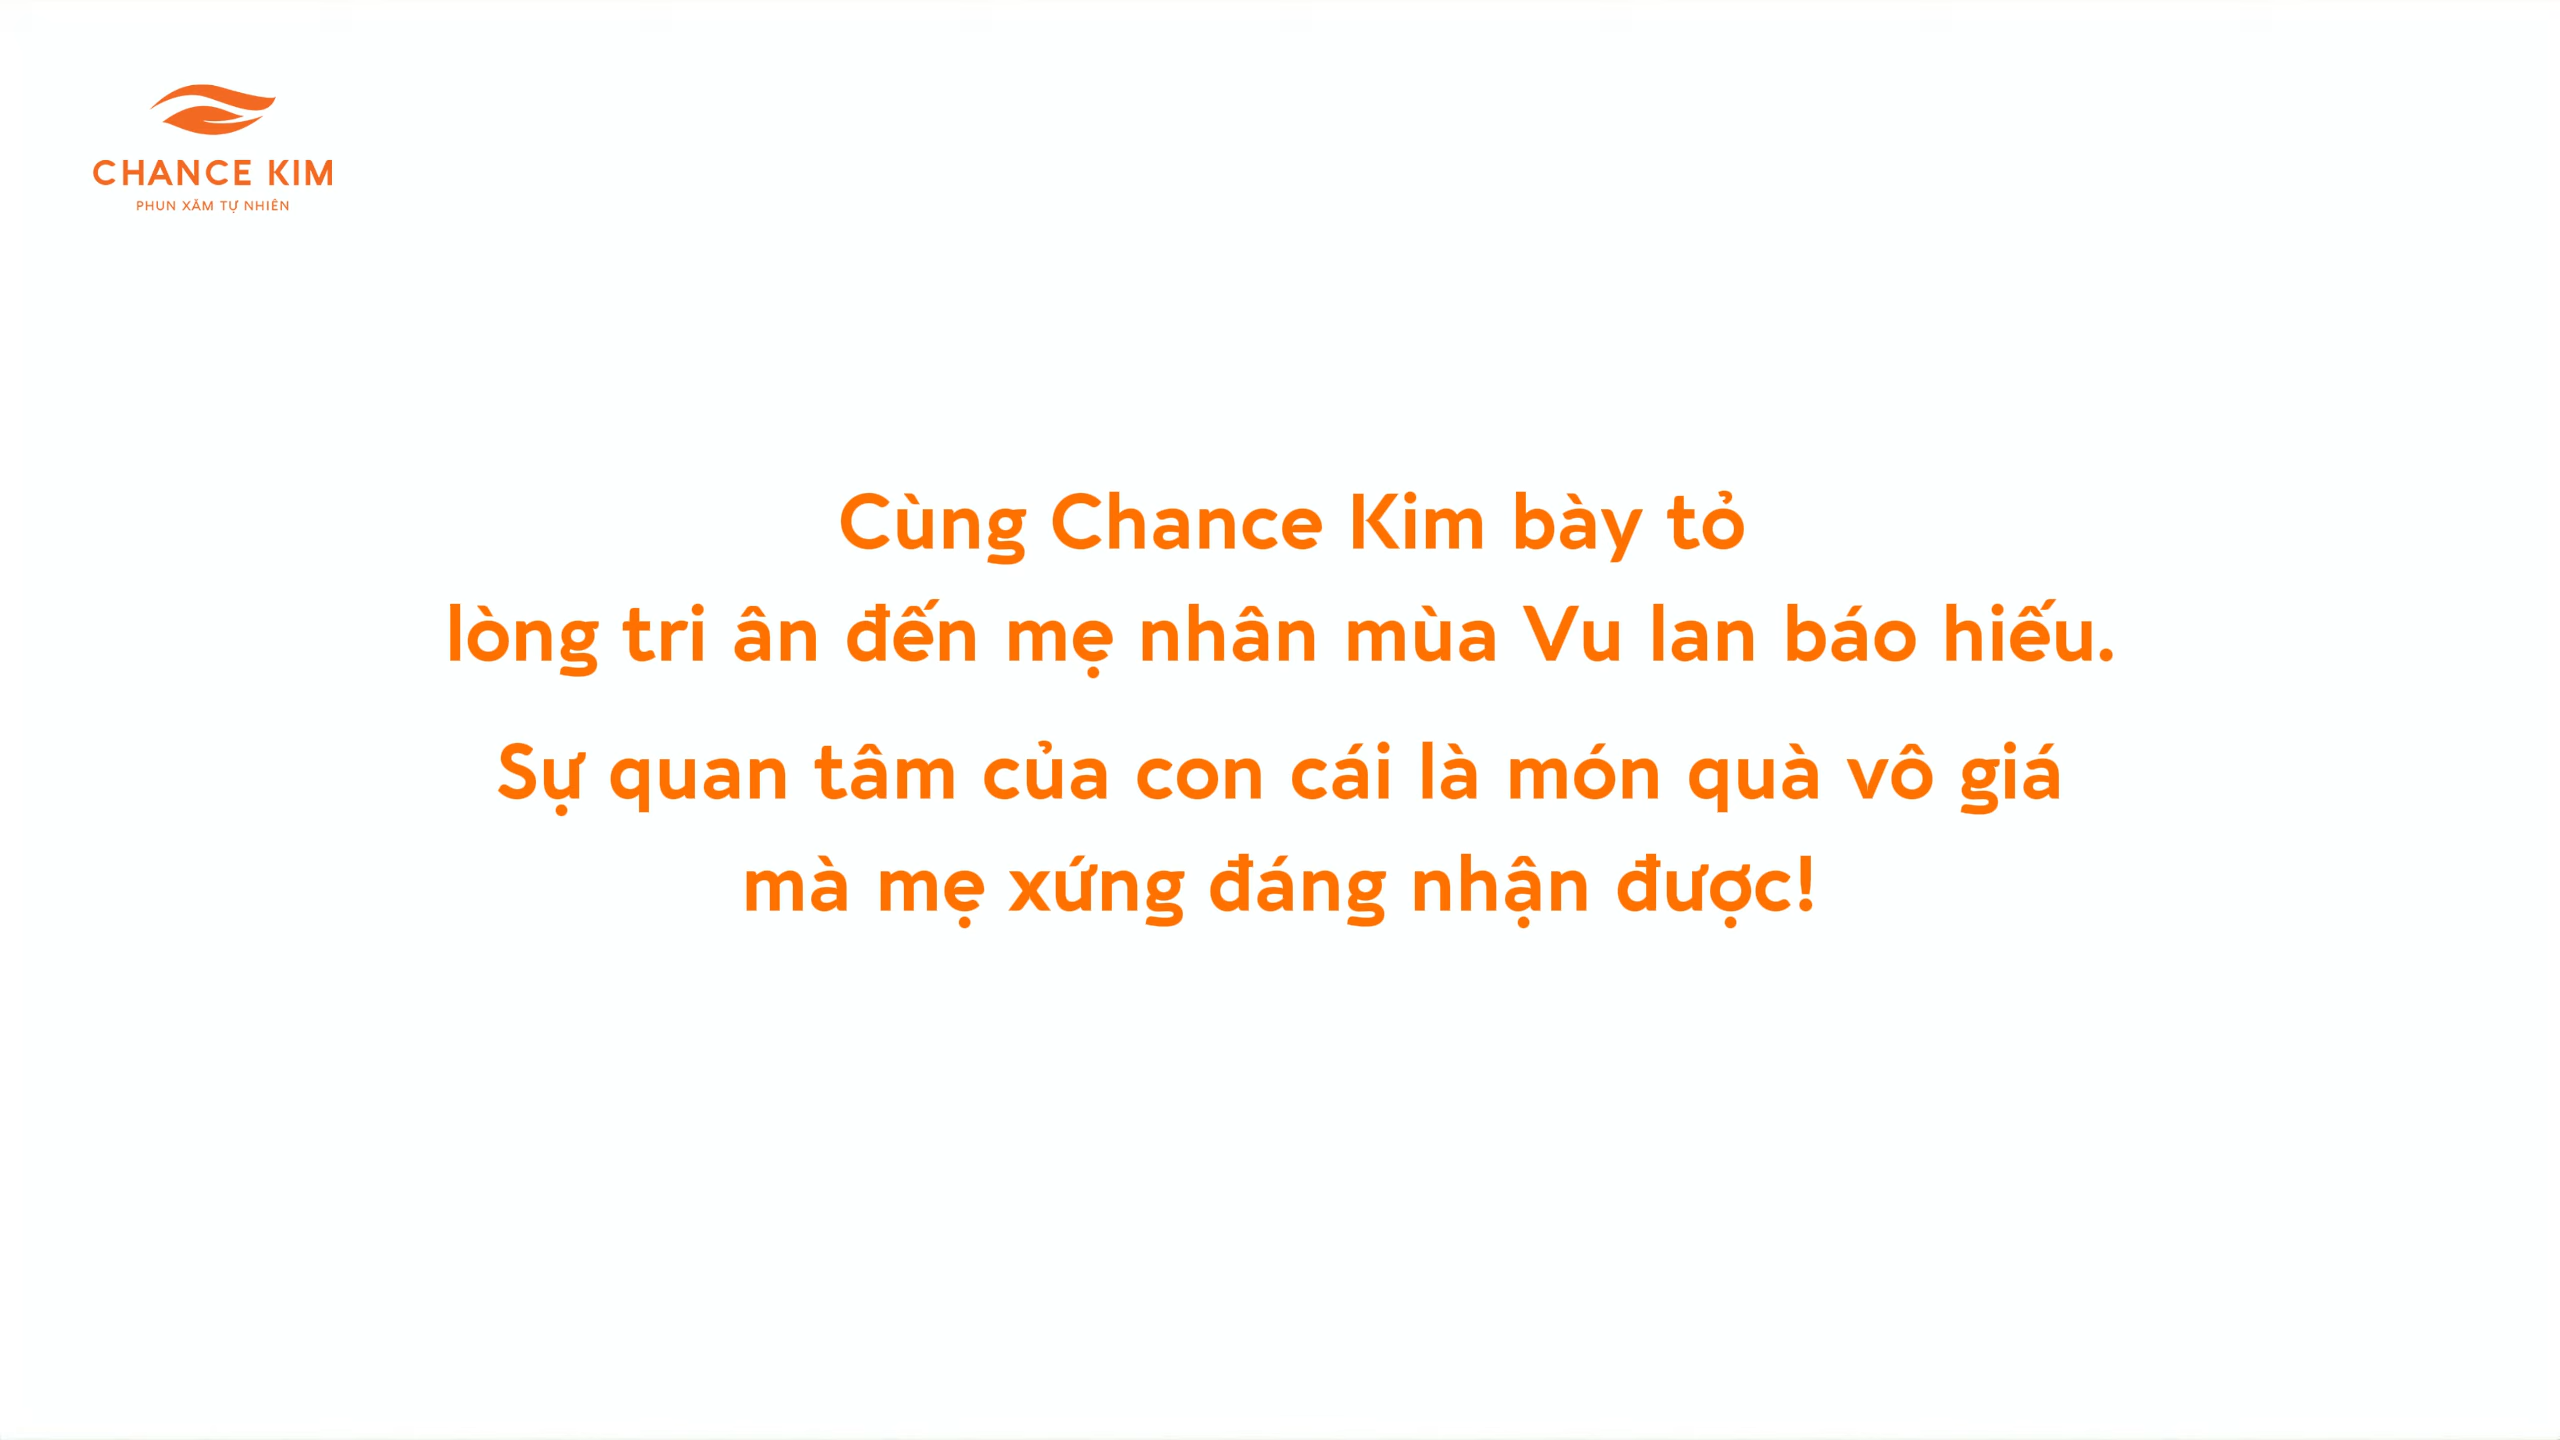 CHANCE KIM
PHUN XĂM TỰ NHIÊN
Cùng Chance Kim bày tỏ
lòng tri ân đến mẹ nhân mùa Vu lan báo hiếu.
Sự quan tâm của con cái là món quà vô giá
mà mẹ xứng đáng nhận được!